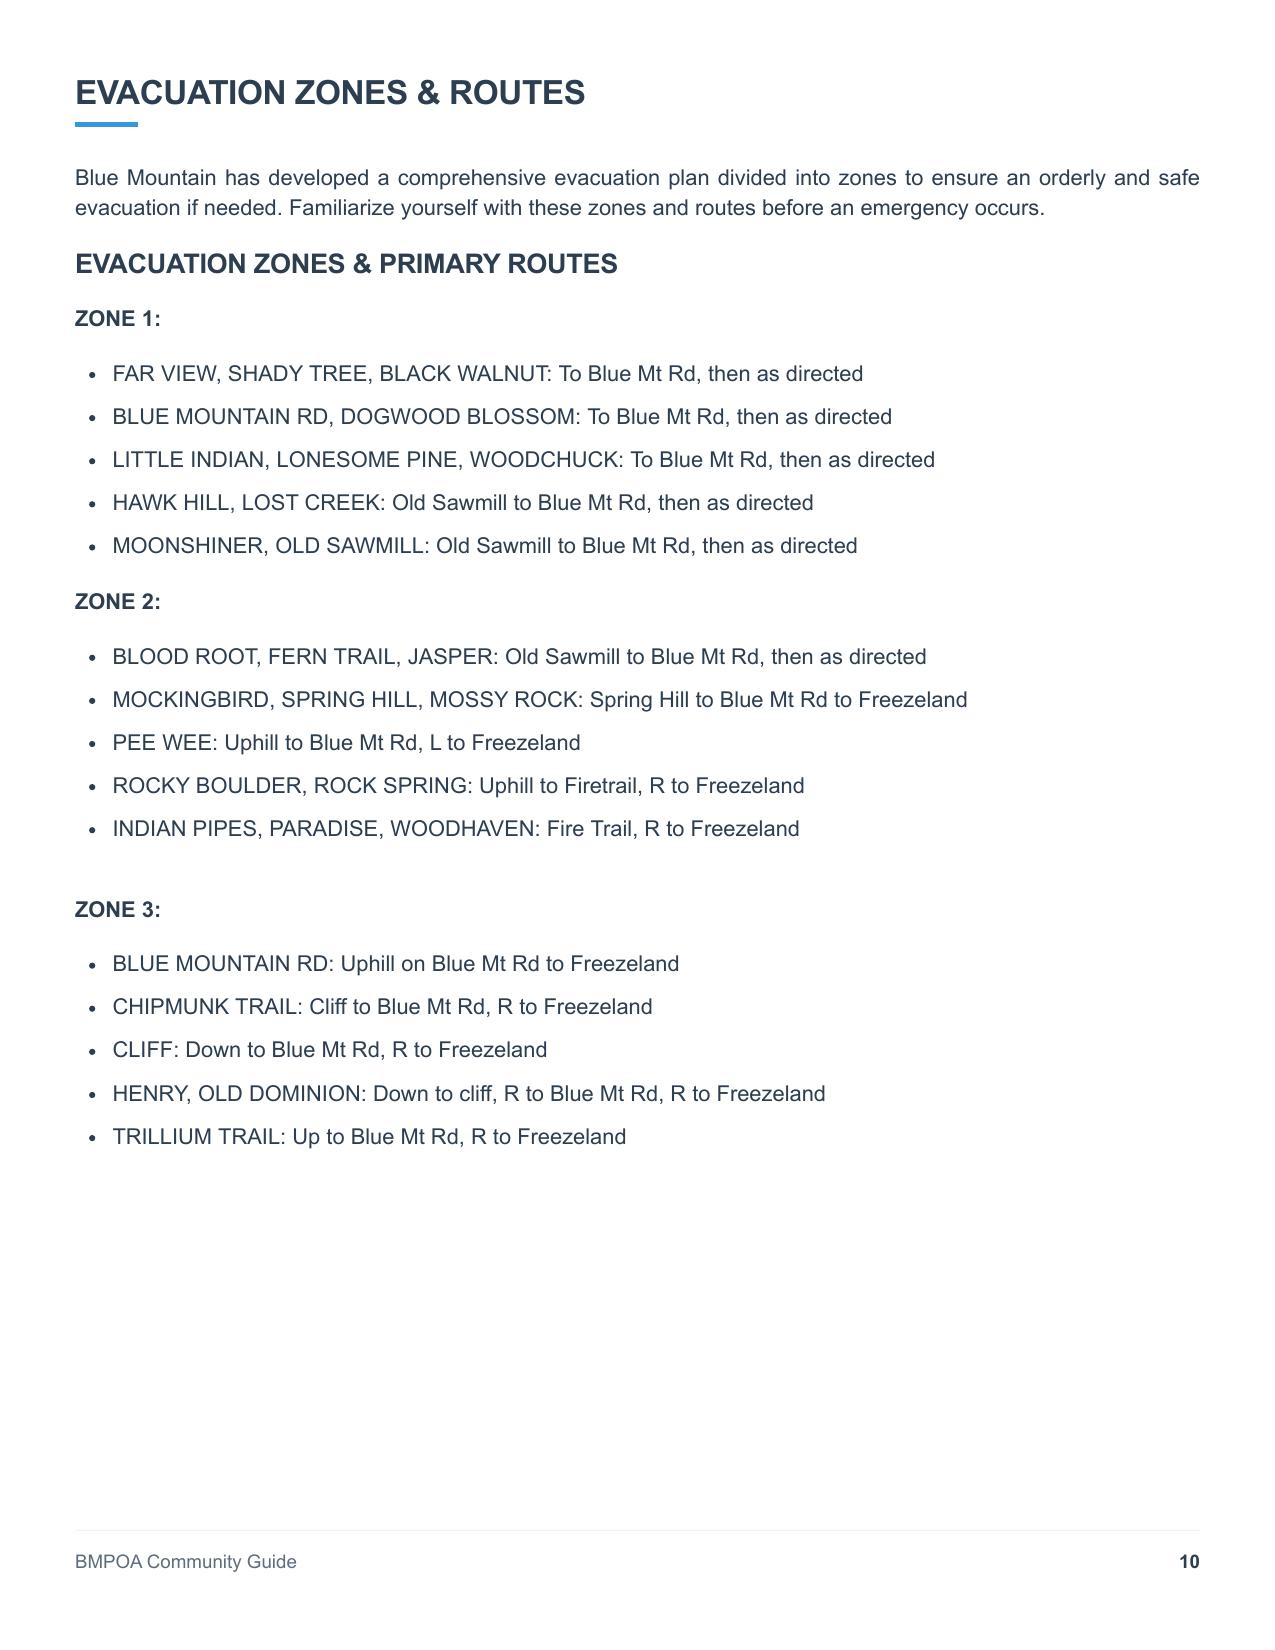 EVACUATION ZONES & ROUTES
Blue Mountain has developed a comprehensive evacuation plan divided into zones to ensure an orderly and safe
evacuation if needed. Familiarize yourself with these zones and routes before an emergency occurs.
EVACUATION ZONES & PRIMARY ROUTES
ZONE 1:
• FAR VIEW, SHADY TREE, BLACK WALNUT: To Blue Mt Rd, then as directed
• BLUE MOUNTAIN RD, DOGWOOD BLOSSOM: To Blue Mt Rd, then as directed
• LITTLE INDIAN, LONESOME PINE, WOODCHUCK: To Blue Mt Rd, then as directed
• HAWK HILL, LOST CREEK: Old Sawmill to Blue Mt Rd, then as directed
• MOONSHINER, OLD SAWMILL: Old Sawmill to Blue Mt Rd, then as directed
ZONE 2:
• BLOOD ROOT, FERN TRAIL, JASPER: Old Sawmill to Blue Mt Rd, then as directed
• MOCKINGBIRD, SPRING HILL, MOSSY ROCK: Spring Hill to Blue Mt Rd to Freezeland
• PEE WEE: Uphill to Blue Mt Rd, L to Freezeland
• ROCKY BOULDER, ROCK SPRING: Uphill to Firetrail, R to Freezeland
• INDIAN PIPES, PARADISE, WOODHAVEN: Fire Trail, R to Freezeland
ZONE 3:
• BLUE MOUNTAIN RD: Uphill on Blue Mt Rd to Freezeland
• CHIPMUNK TRAIL: Cliff to Blue Mt Rd, R to Freezeland
• CLIFF: Down to Blue Mt Rd, R to Freezeland
• HENRY, OLD DOMINION: Down to cliff, R to Blue Mt Rd, R to Freezeland
• TRILLIUM TRAIL: Up to Blue Mt Rd, R to Freezeland
BMPOA Community Guide
10